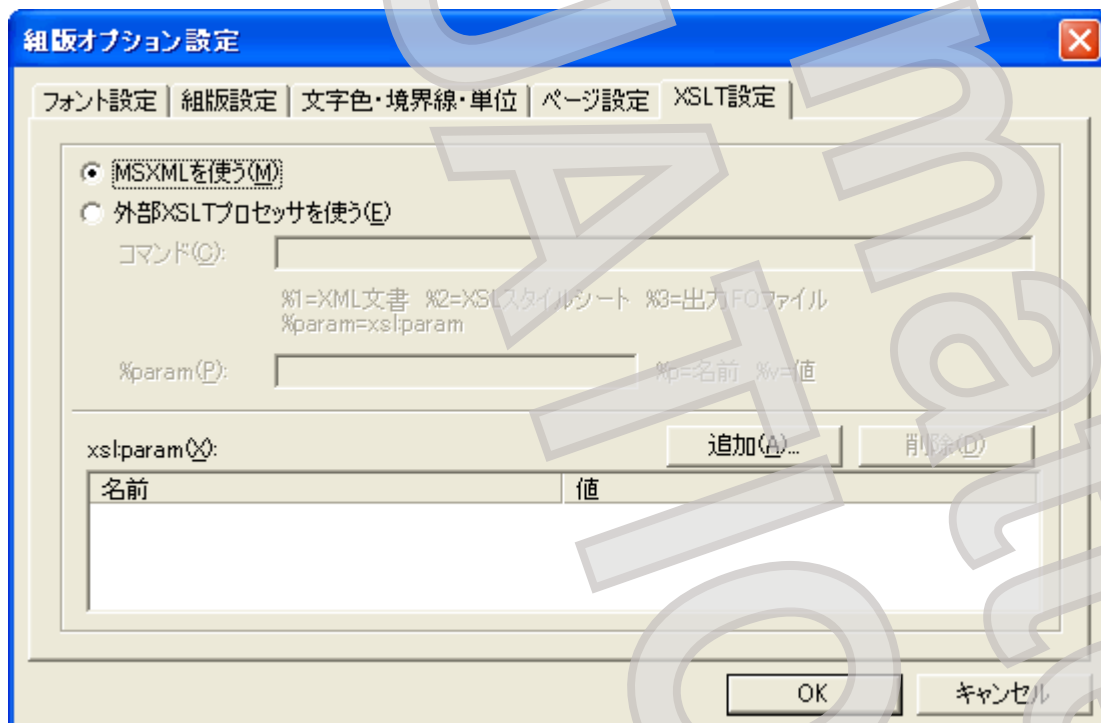 組版オプション設定
フォント設定 組版設定 文字色・境界線・単位 ページ設定 XSLT設定
MSXMLを使う(M)
外部XSLTプロセッサを使う(E)
コマンド(C):
%1=XML文書 %2=XSLスタイルシート %3=出力FOファイル
%param=xsl:param
%param(P): %p=名前 %v=値
xsl:param(X): 追加(A)... 削除(D)
名前 値
OK キャンセル